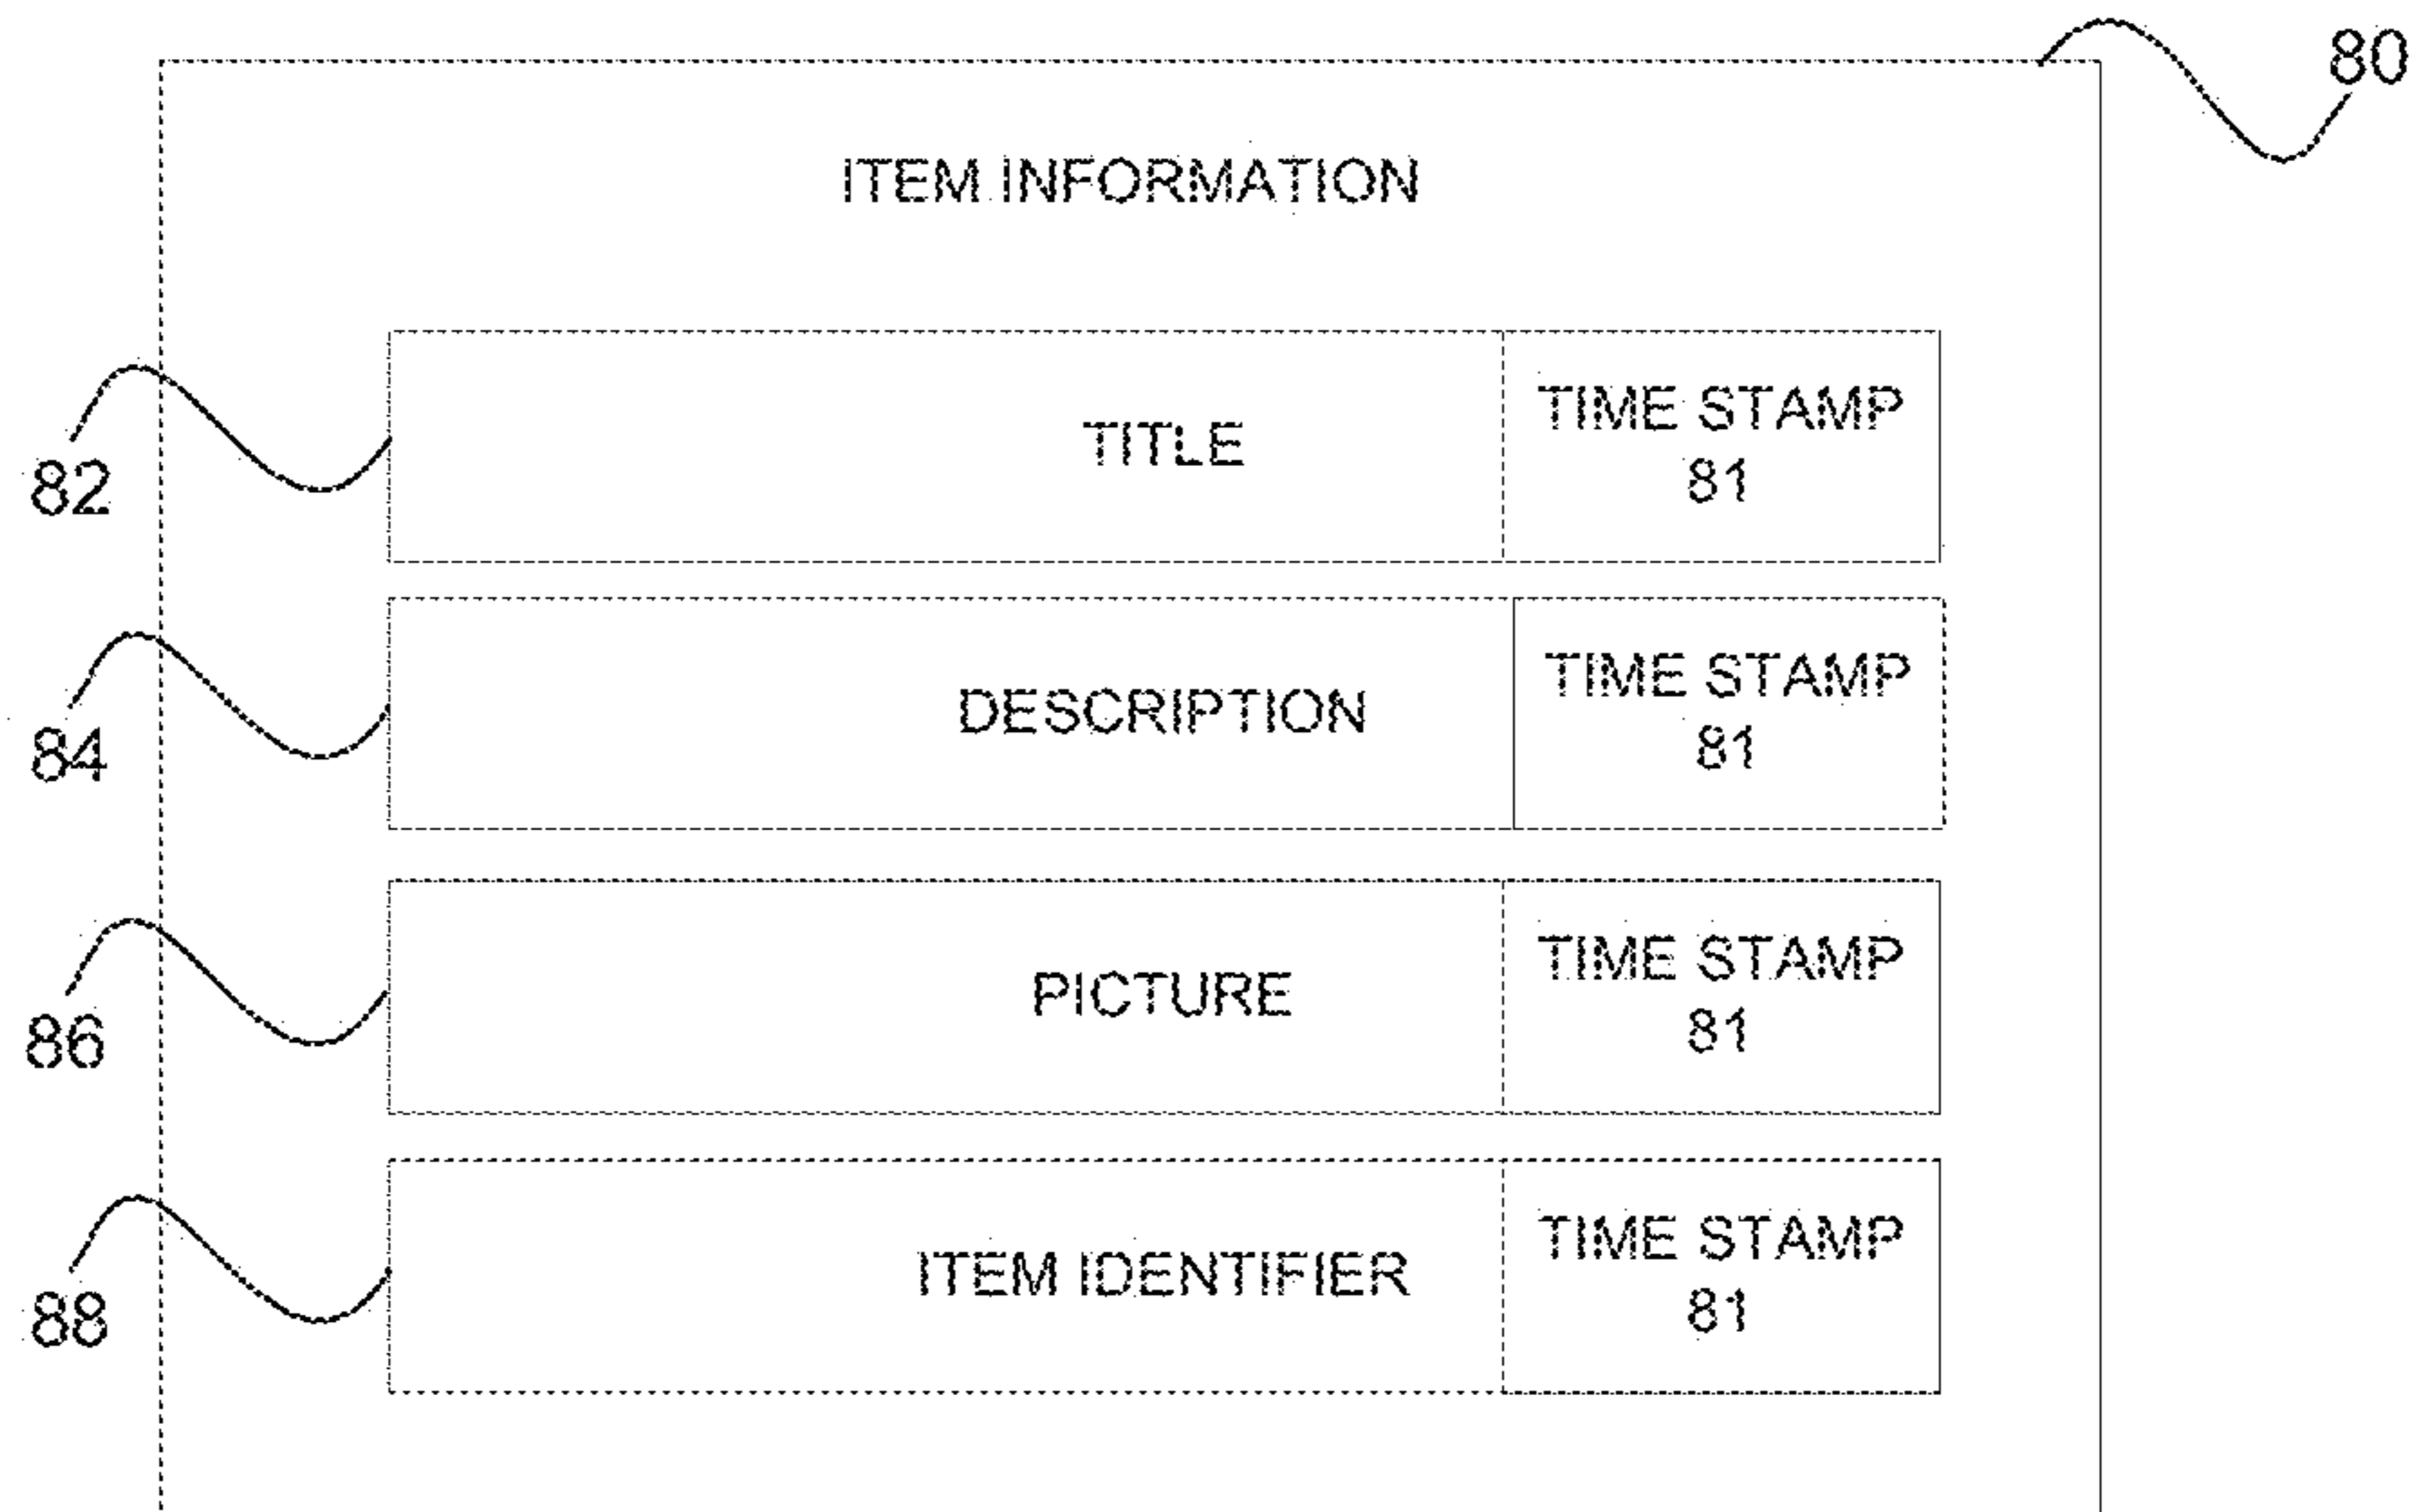 80
ITEM INFORMATION
TITLE
TIME STAMP
81
82
DESCRIPTION
TIME STAMP
81
84
PICTURE
TIME STAMP
81
86
ITEM IDENTIFIER
TIME STAMP
81
88